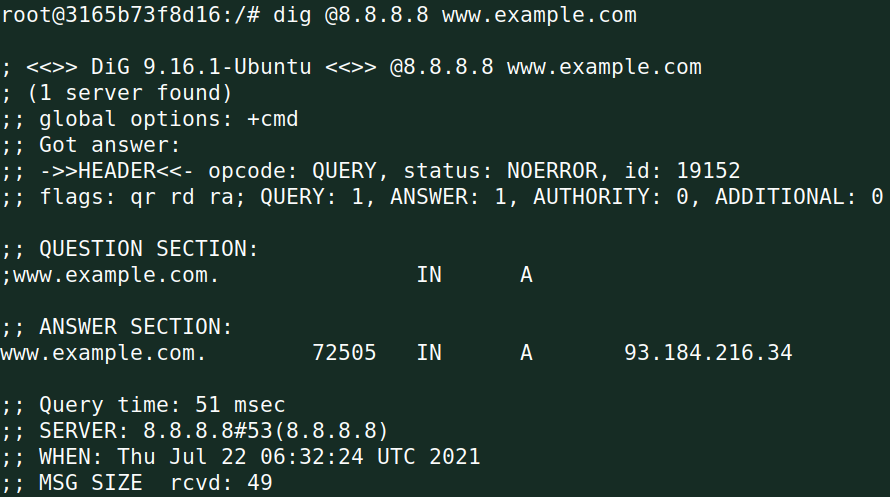 root@3165b73f8d16:/# dig @8.8.8.8 www.example.com
; <<>> DiG 9.16.1-Ubuntu <<>> @8.8.8.8 www.example.com
; (1 server found)
;; global options: +cmd
;; Got answer:
;; ->>HEADER<<- opcode: QUERY, status: NOERROR, id: 19152
;; flags: qr rd ra; QUERY: 1, ANSWER: 1, AUTHORITY: 0, ADDITIONAL: 0
;; QUESTION SECTION:
;www.example.com. IN A
;; ANSWER SECTION:
www.example.com. 72505 IN A 93.184.216.34
;; Query time: 51 msec
;; SERVER: 8.8.8.8#53(8.8.8.8)
;; WHEN: Thu Jul 22 06:32:24 UTC 2021
;; MSG SIZE rcvd: 49